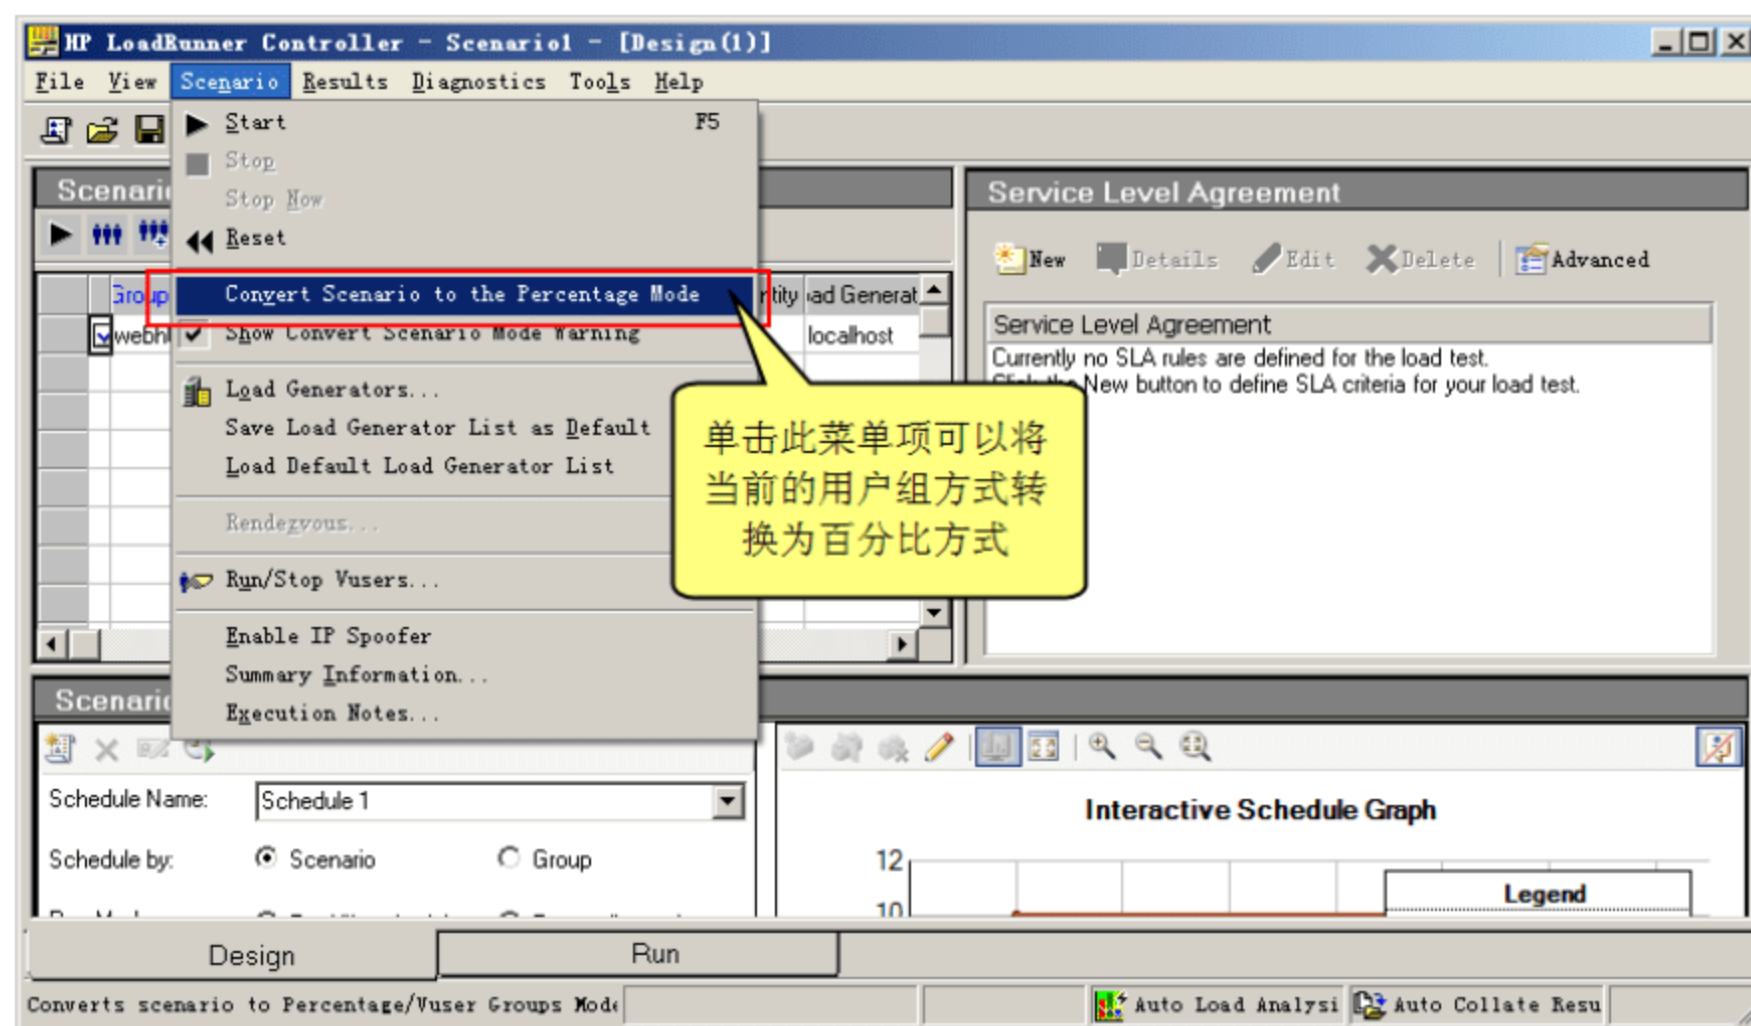 HP LoadRunner Controller - Scenario1 - [Design(1)]
File View Scenario Results Diagnostics Tools Help
Start F5
Stop
Stop Now
Reset
Convert Scenario to the Percentage Mode
Show Convert Scenario Mode Warning
Load Generators...
Save Load Generator List as Default
Load Default Load Generator List
Rendezvous...
Run/Stop Vusers...
Enable IP Spoofer
Summary Information...
Execution Notes...
Group
localhost
单击此菜单项可以将
当前的用户组方式转
换为百分比方式
Service Level Agreement
New Details Edit Delete Advanced
Service Level Agreement
Currently no SLA rules are defined for the load test.
New button to define SLA criteria for your load test.
Schedule Name: Schedule 1
Schedule by: Scenario Group
Interactive Schedule Graph
12
10
Legend
Design Run
Converts scenario to Percentage/Vuser Groups Mode
Auto Load Analysi Auto Collate Resu